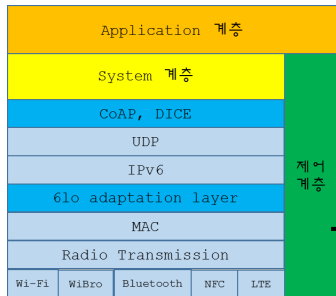 Application 계층
System 계층
CoAP, DICE
UDP
IPv6
6lo adaptation layer
MAC
Radio Transmission
Wi-Fi WiBro Bluetooth NFC LTE
제어
계층